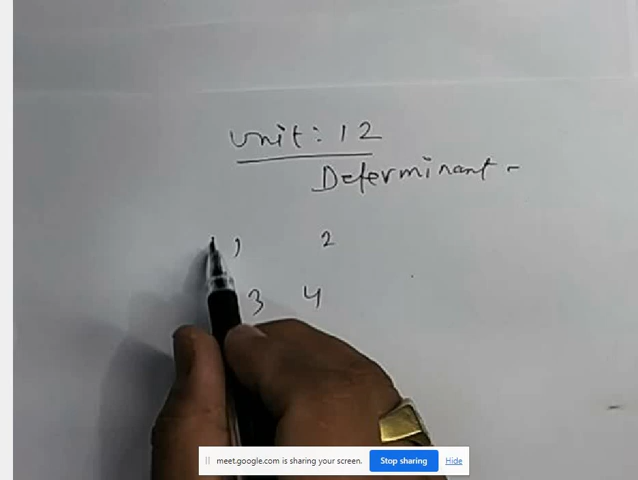 Unit: 12
Determinant -
1 2
3 4
meet.google.com is sharing your screen. Stop sharing Hide